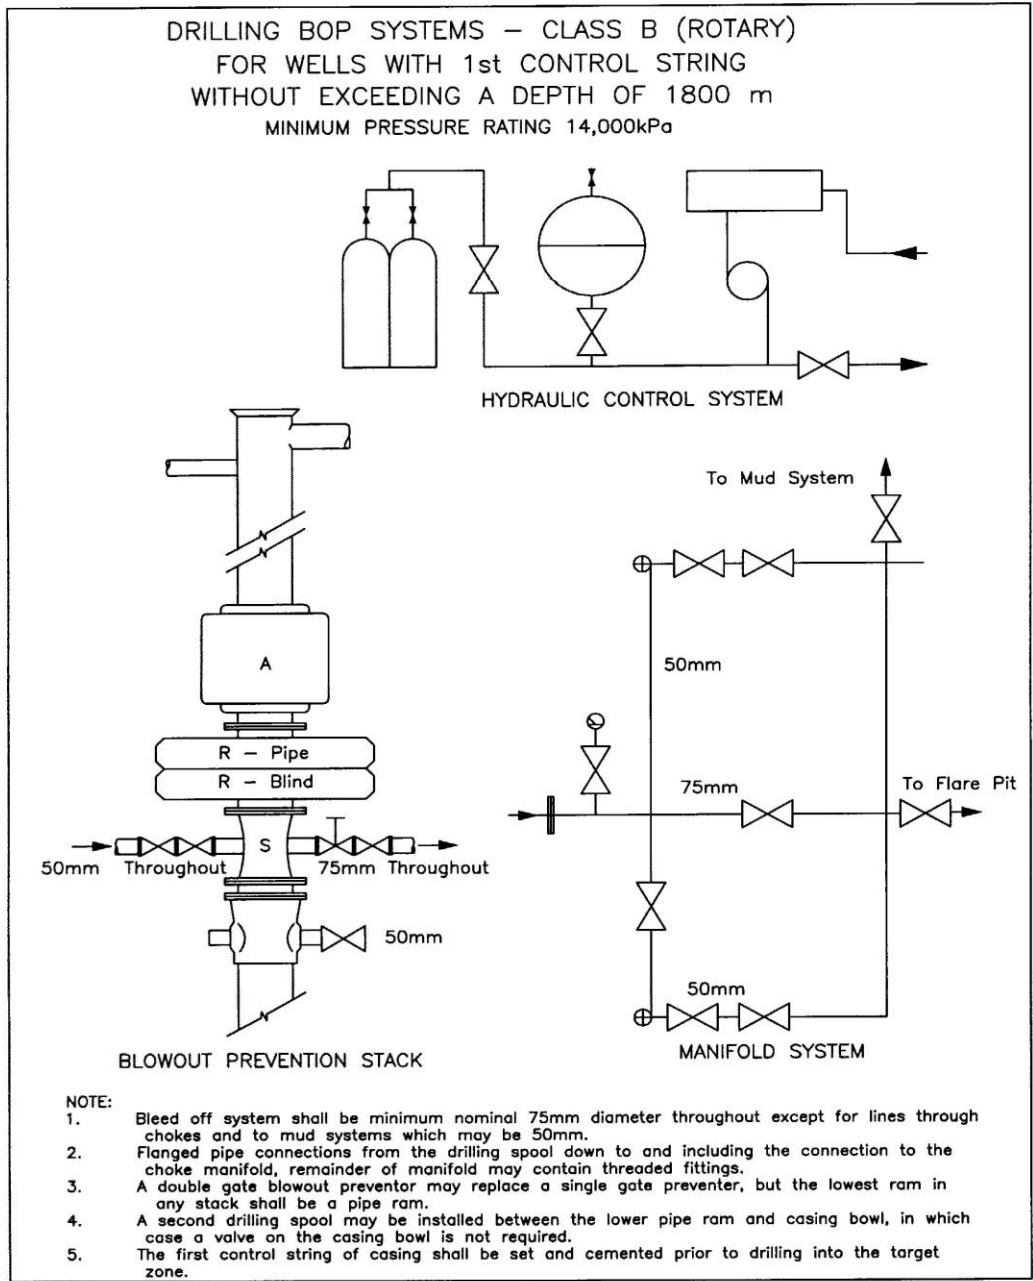 DRILLING BOP SYSTEMS – CLASS B (ROTARY)
FOR WELLS WITH 1st CONTROL STRING
WITHOUT EXCEEDING A DEPTH OF 1800 m
MINIMUM PRESSURE RATING 14,000kPa
HYDRAULIC CONTROL SYSTEM
To Mud System
N
N
A
50mm
R – Pipe
R – Blind
75mm
To Flare Pit
S
50mm Throughout
75mm Throughout
50mm
50mm
N
BLOWOUT PREVENTION STACK
MANIFOLD SYSTEM
NOTE:
1. Bleed off system shall be minimum nominal 75mm diameter throughout except for lines through
chokes and to mud systems which may be 50mm.
2. Flanged pipe connections from the drilling spool down to and including the connection to the
choke manifold, remainder of manifold may contain threaded fittings.
3. A double gate blowout preventor may replace a single gate preventer, but the lowest ram in
any stack shall be a pipe ram.
4. A second drilling spool may be installed between the lower pipe ram and casing bowl, in which
case a valve on the casing bowl is not required.
5. The first control string of casing shall be set and cemented prior to drilling into the target
zone.